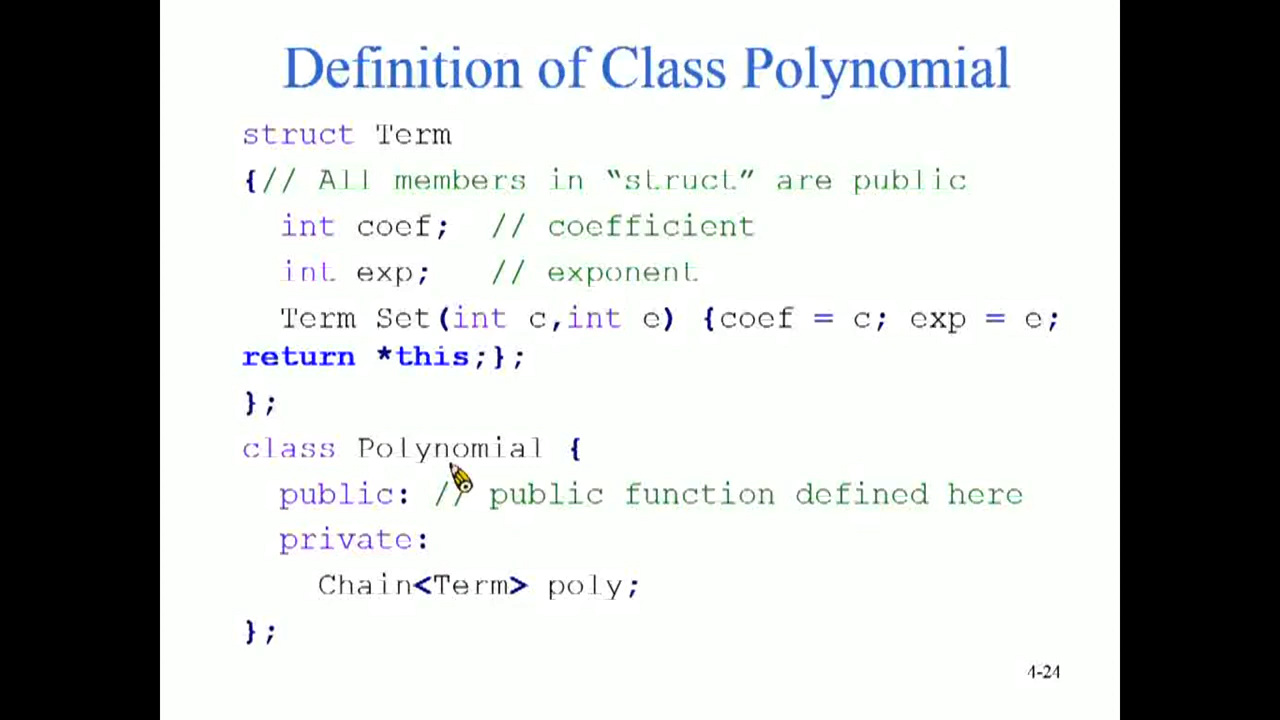 Definition of Class Polynomial
struct Term
{// All members in “struct” are public
int coef; // coefficient
int exp; // exponent
Term Set(int c,int e) {coef = c; exp = e;
return *this;};
};
class Polynomial {
public: // public function defined here
private:
Chain<Term> poly;
};
4-24